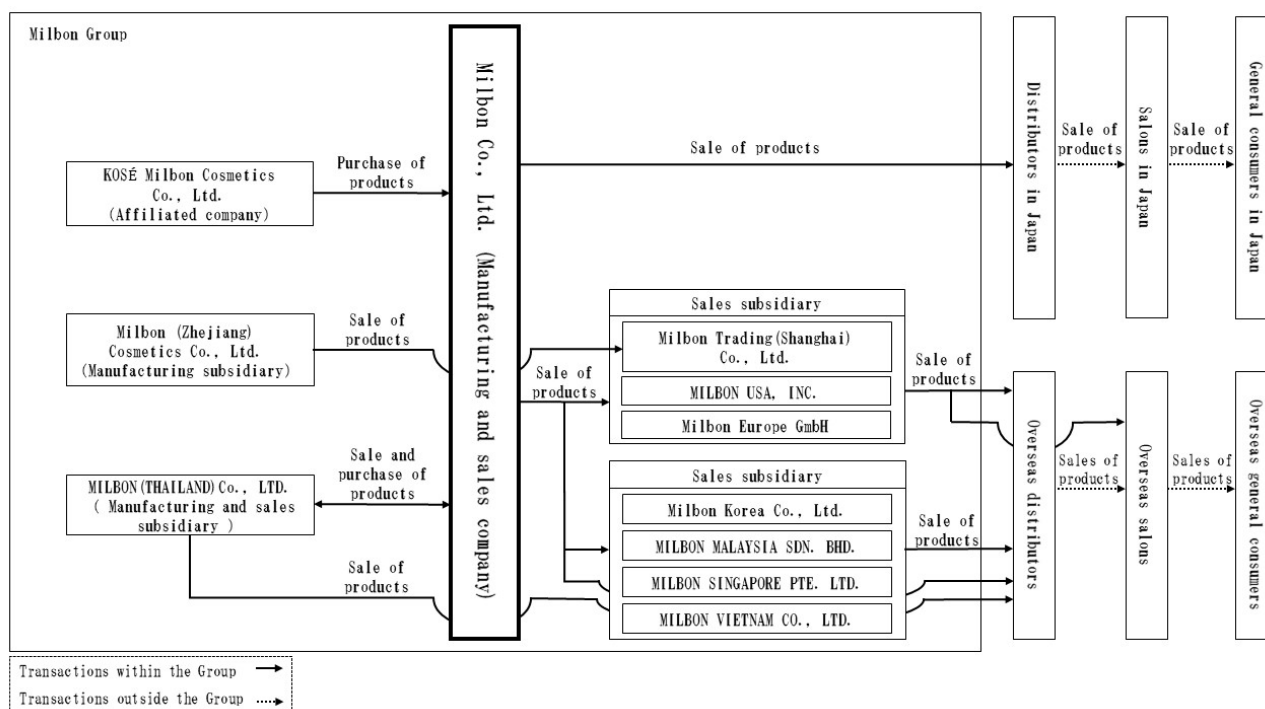 Milbon Group
KOSÉ Milbon Cosmetics
Co., Ltd.
(Affiliated company)
Purchase of
products
Milbon (Zhejiang)
Cosmetics Co., Ltd.
(Manufacturing subsidiary)
Sale of
products
MILBON(THAILAND)Co., LTD.
( Manufacturing and sales
subsidiary )
Sale and
purchase of
products
Sale of
products
Milbon Co., Ltd. (Manufacturing and sales company)
Sale of products
Sale of
products
Sales subsidiary
Milbon Trading(Shanghai)
Co., Ltd.
MILBON USA, INC.
Milbon Europe GmbH
Sale of
products
Sales subsidiary
Milbon Korea Co., Ltd.
MILBON MALAYSIA SDN. BHD.
MILBON SINGAPORE PTE. LTD.
MILBON VIETNAM CO., LTD.
Sale of
products
Distributors in Japan
Sale of
products
Salons in Japan
Sale of
products
General consumers in Japan
Overseas distributors
Sales of
products
Overseas salons
Sales of
products
Overseas general consumers
Transactions within the Group
Transactions outside the Group